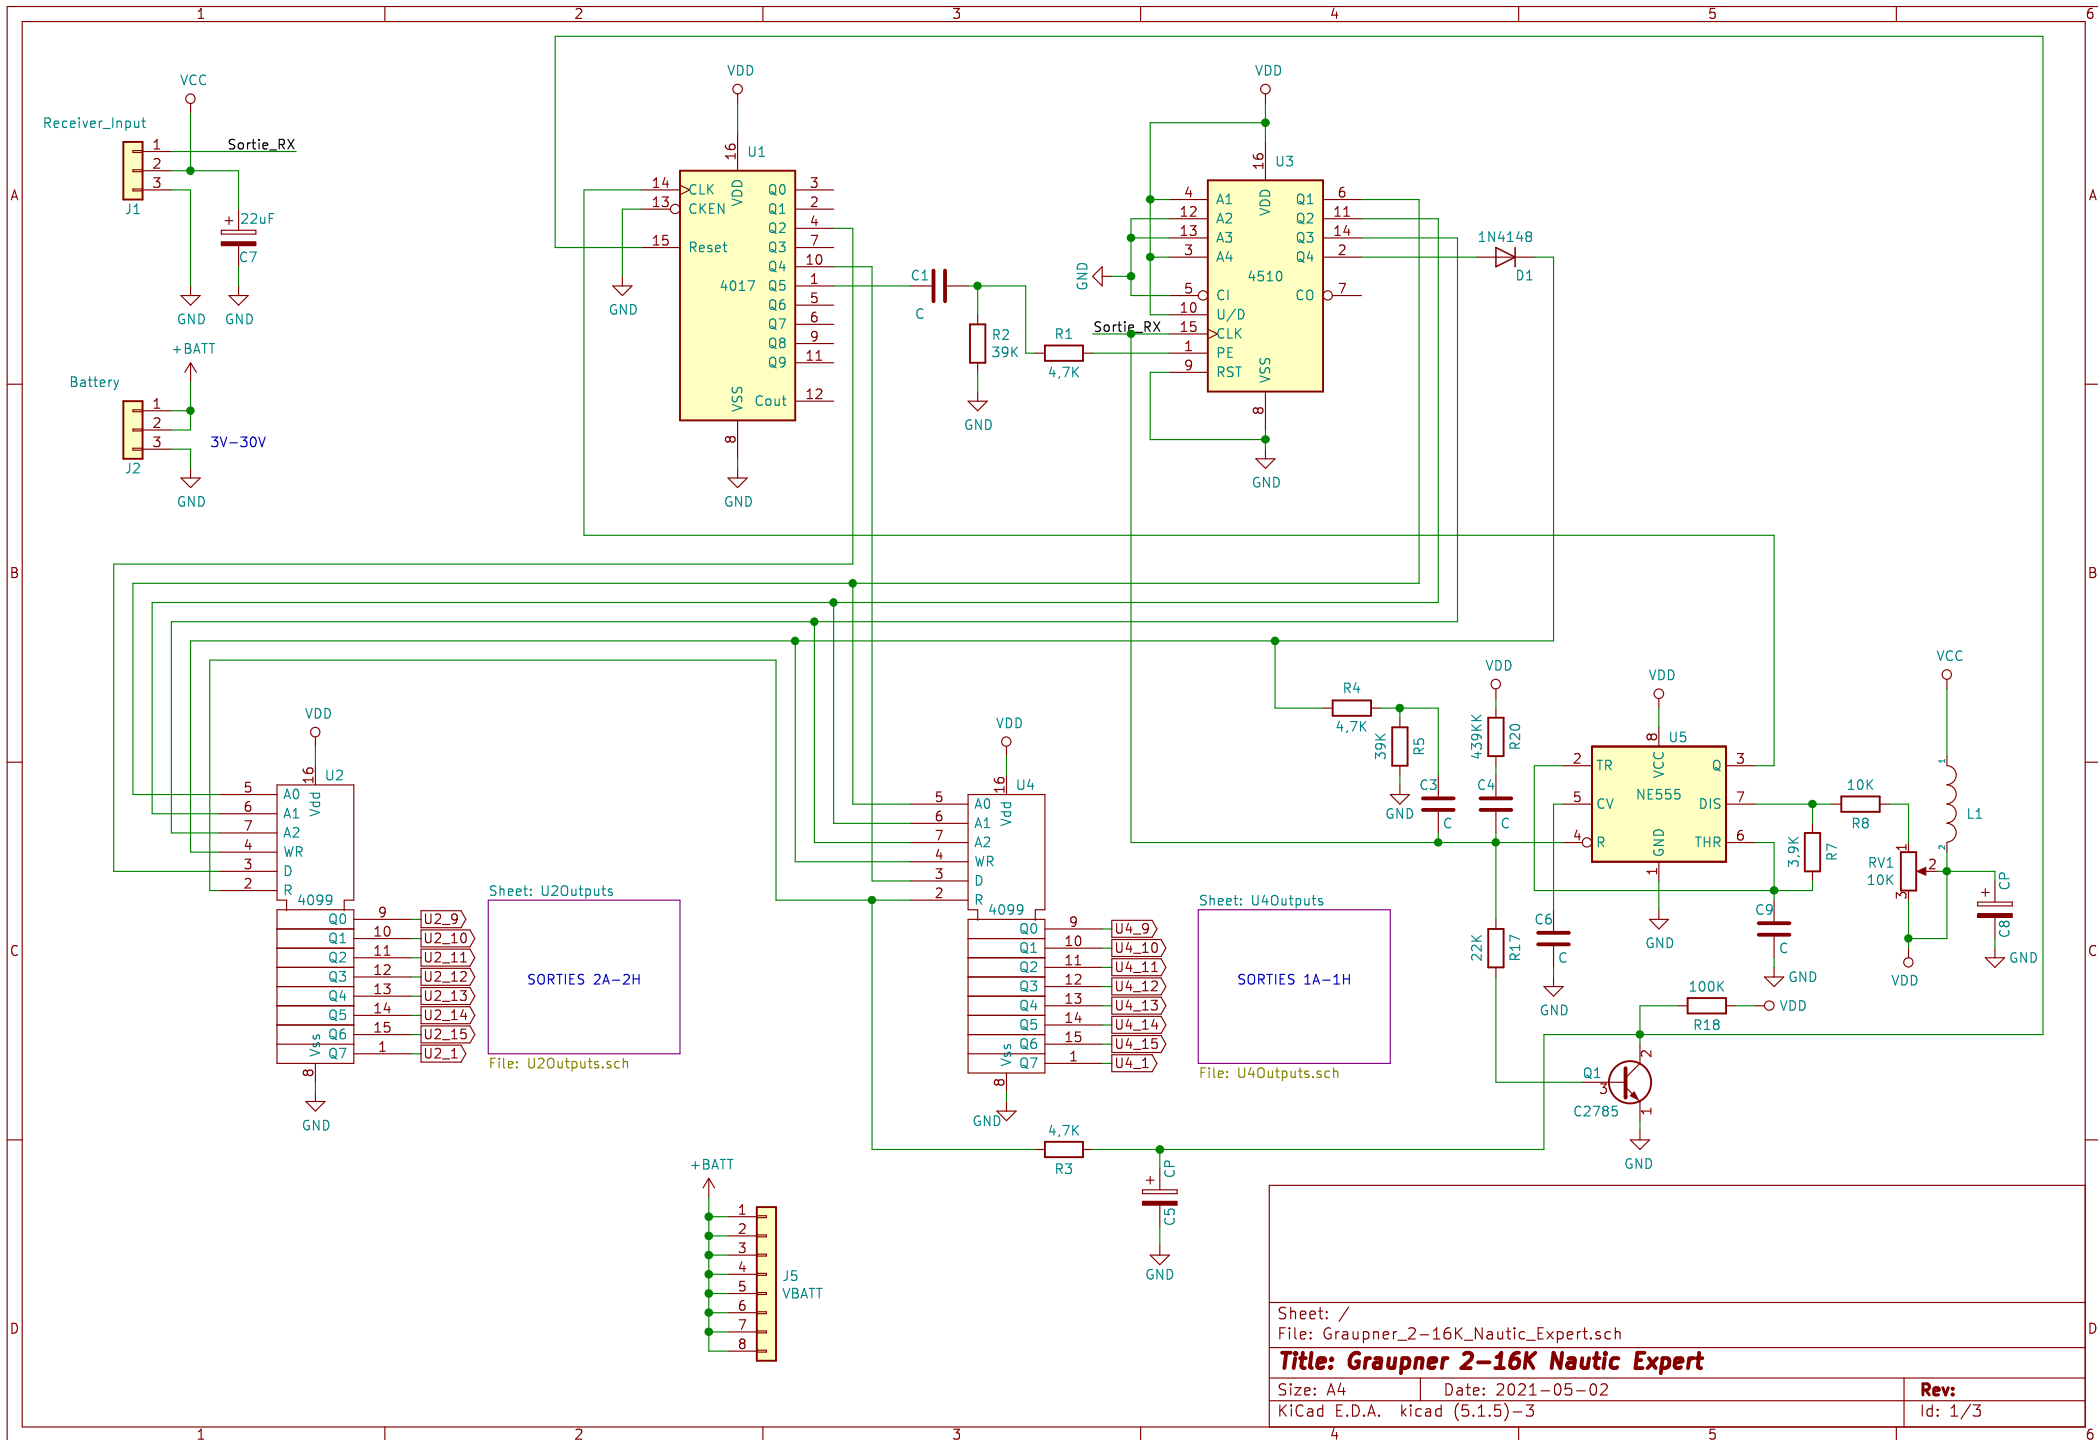 1 2 3 4 5 6
A
B
C
D
VCC
Receiver_Input
1
2
3
J1
Sortie_RX
+ 22uF
C7
GND
GND
+BATT
Battery
1
2
3
J2
3V-30V
GND
VDD
16
U1
14 CLK
13 CKEN
15 Reset
VDD
4017
VSS
Q0 3
Q1 2
Q2 4
Q3 7
Q4 10
Q5 1
Q6 5
Q7 6
Q8 9
Q9 11
Cout 12
8
GND
GND
C1
C
R2
39K
GND
R1
4,7K
VDD
16
U3
4 A1
12 A2
13 A3
3 A4
5 CI
10 U/D
15 CLK
1 PE
9 RST
VDD
4510
VSS
Q1 6
Q2 11
Q3 14
Q4 2
CO 7
GND
Sortie_RX
8
GND
1N4148
D1
VDD
16
U2
5 A0
6 A1
7 A2
4 WR
3 D
2 R
Vdd
4099
Q0 9 U2_9
Q1 10 U2_10
Q2 11 U2_11
Q3 12 U2_12
Q4 13 U2_13
Q5 14 U2_14
Q6 15 U2_15
Q7 1 U2_1
Vss
8
GND
Sheet: U2Outputs
SORTIES 2A-2H
File: U2Outputs.sch
VDD
16
U4
5 A0
6 A1
7 A2
4 WR
3 D
2 R
Vdd
4099
Q0 9 U4_9
Q1 10 U4_10
Q2 11 U4_11
Q3 12 U4_12
Q4 13 U4_13
Q5 14 U4_14
Q6 15 U4_15
Q7 1 U4_1
Vss
8
GND
Sheet: U4Outputs
SORTIES 1A-1H
File: U4Outputs.sch
R4
4,7K
39K
R5
GND
C3
C
VDD
439KK
R20
C4
C
22K
R17
VDD
8
U5
2 TR
5 CV
4 R
VCC
NE555
GND
Q 3
DIS 7
THR 6
1
GND
C6
C
GND
3,9K
R7
C9
C
GND
10K
R8
RV1
10K
1
2
3
VDD
VCC
1
L1
2
+
CP
C8
GND
100K
R18
VDD
Q1
C2785
3
2
1
GND
4,7K
R3
+
CP
C5
GND
+BATT
1
2
3
4
5
6
7
8
J5
VBATT
Sheet: /
File: Graupner_2-16K_Nautic_Expert.sch
Title: Graupner 2-16K Nautic Expert
Size: A4 Date: 2021-05-02 Rev:
KiCad E.D.A. kicad (5.1.5)-3 Id: 1/3
A
B
C
D
1 2 3 4 5 6